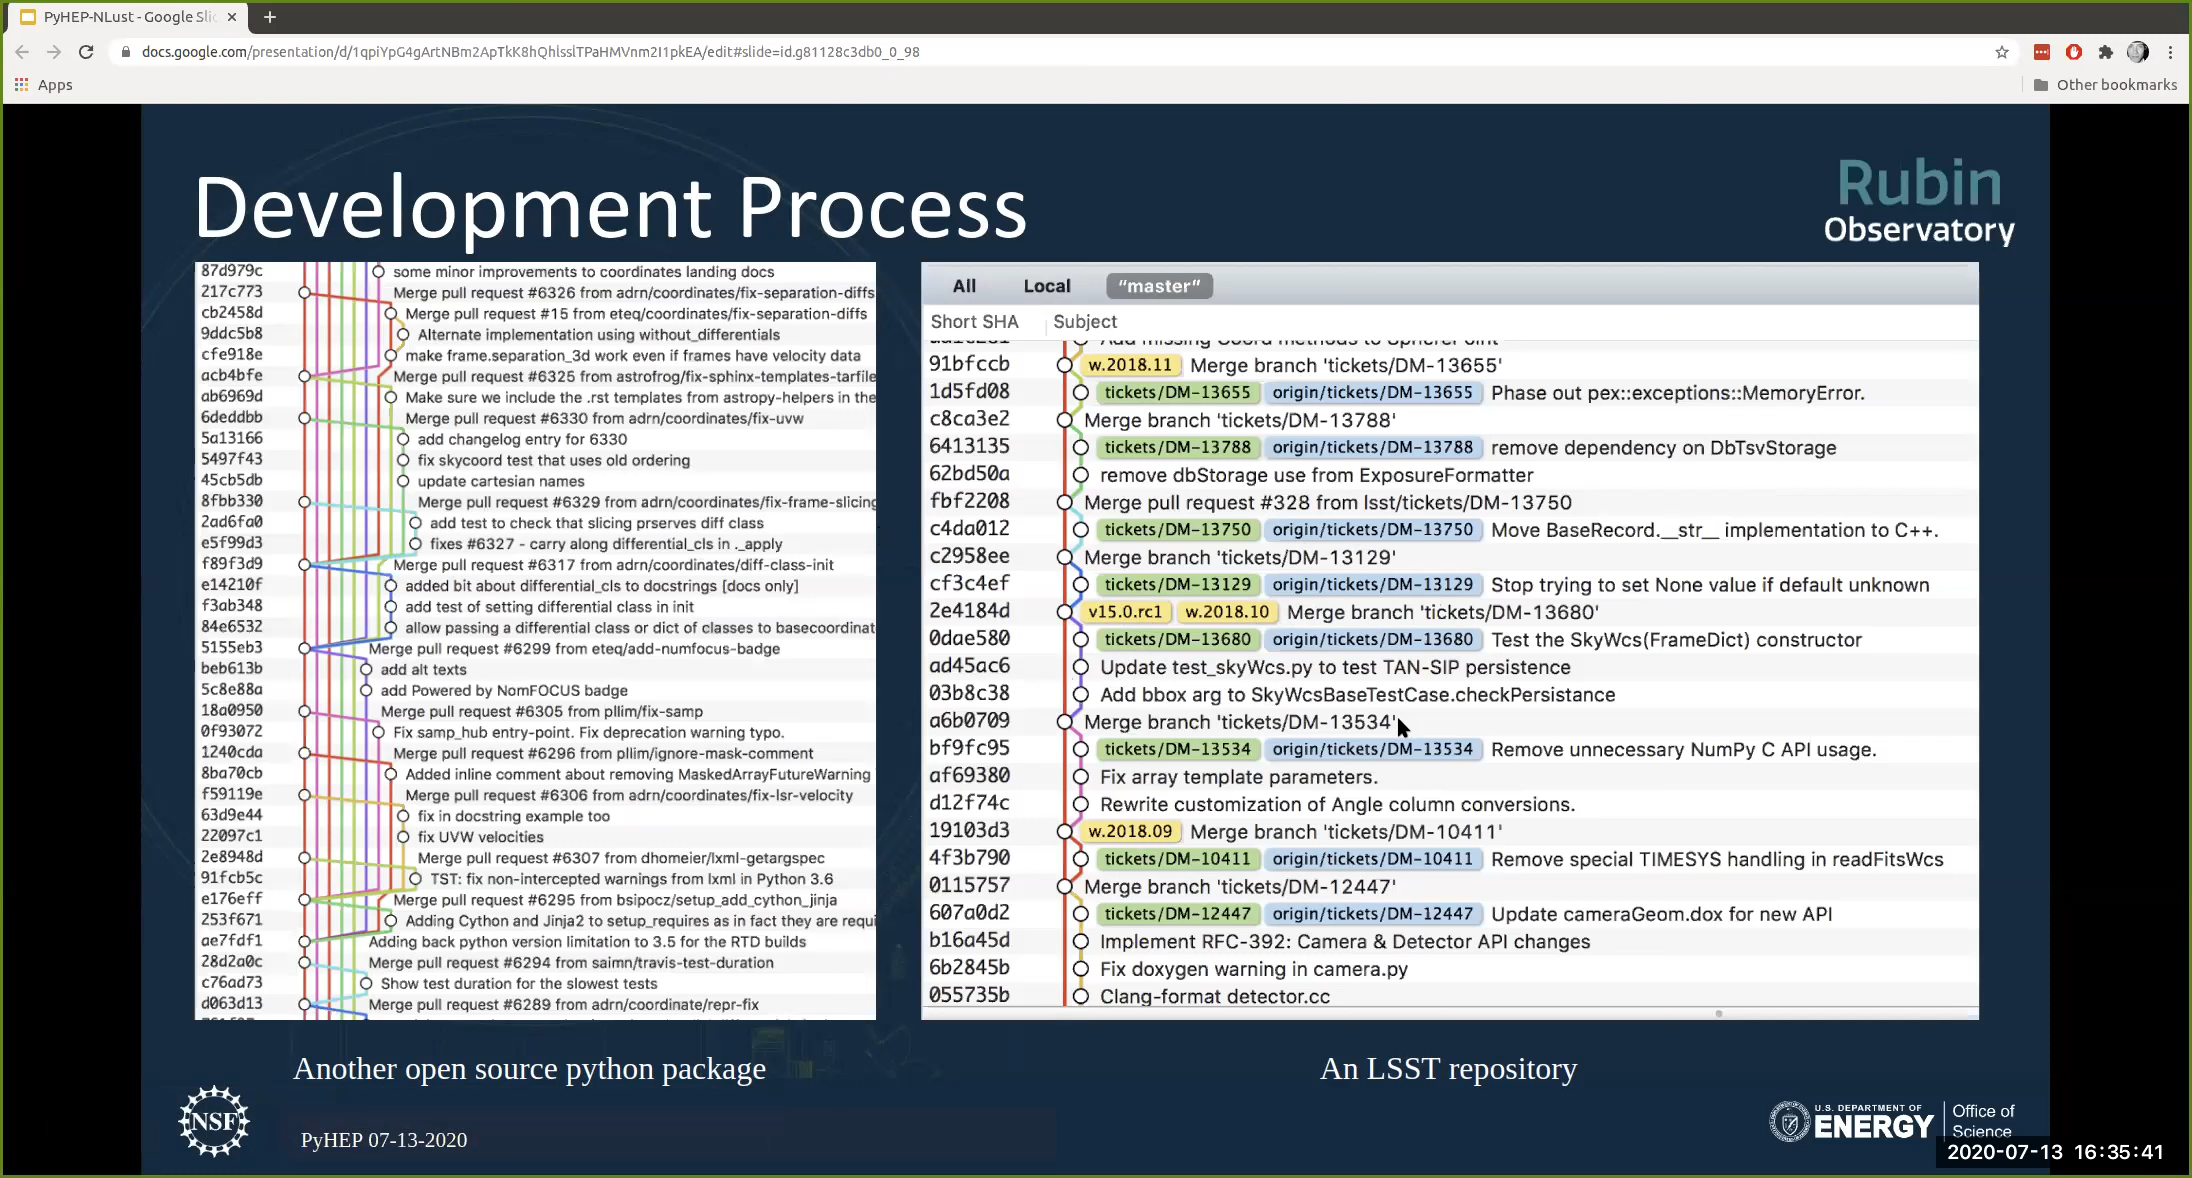 PyHEP-NLust - Google Slic
docs.google.com/presentation/d/1qpiYpG4gArtNBm2ApTkK8hQhlsslTPaHMVnm2I1pkEA/edit#slide=id.g81128c3db0_0_98
Apps
Other bookmarks
Development Process
Rubin
Observatory
87d979c some minor improvements to coordinates landing docs
217c773 Merge pull request #6326 from adrn/coordinates/fix-separation-diffs
cb2458d Merge pull request #15 from eteq/coordinates/fix-separation-diffs
9ddc5b8 Alternate implementation using without_differentials
cfe918e make frame.separation_3d work even if frames have velocity data
acb4bfe Merge pull request #6325 from astrofrog/fix-sphinx-templates-tarfile
ab6969d Make sure we include the .rst templates from astropy-helpers in the
6deddbb Merge pull request #6330 from adrn/coordinates/fix-uvw
5a13166 add changelog entry for 6330
5497f43 fix skycoord test that uses old ordering
45cb5db update cartesian names
8fbb330 Merge pull request #6329 from adrn/coordinates/fix-frame-slicing
2ad6fa0 add test to check that slicing prserves diff class
e5f99d3 fixes #6327 - carry along differential_cls in ._apply
f89f3d9 Merge pull request #6317 from adrn/coordinates/diff-class-init
e14210f added bit about differential_cls to docstrings [docs only]
f3ab348 add test of setting differential class in init
84e6532 allow passing a differential class or dict of classes to basecoordinat
5155eb3 Merge pull request #6299 from eteq/add-numfocus-badge
beb613b add alt texts
5c8e88a add Powered by NomFOCUS badge
18a0950 Merge pull request #6305 from pllim/fix-samp
0f93072 Fix samp_hub entry-point. Fix deprecation warning typo.
1240cda Merge pull request #6296 from pllim/ignore-mask-comment
8ba70cb Added inline comment about removing MaskedArrayFutureWarning
f59119e Merge pull request #6306 from adrn/coordinates/fix-lsr-velocity
63d9e44 fix in docstring example too
22097c1 fix UVW velocities
2e8948d Merge pull request #6307 from dhomeier/lxml-getargspec
91fcb5c TST: fix non-intercepted warnings from lxml in Python 3.6
e176eff Merge pull request #6295 from bsipocz/setup_add_cython_jinja
253f671 Adding Cython and Jinja2 to setup_requires as in fact they are requi
ae7fdf1 Adding back python version limitation to 3.5 for the RTD builds
28d2a0c Merge pull request #6294 from saimn/travis-test-duration
c76ad73 Show test duration for the slowest tests
d063d13 Merge pull request #6289 from adrn/coordinate/repr-fix
All Local "master"
Short SHA Subject
Add missing Coord methods to SpherePoint
91bfccb w.2018.11 Merge branch 'tickets/DM-13655'
1d5fd08 tickets/DM-13655 origin/tickets/DM-13655 Phase out pex::exceptions::MemoryError.
c8ca3e2 Merge branch 'tickets/DM-13788'
6413135 tickets/DM-13788 origin/tickets/DM-13788 remove dependency on DbTsvStorage
62bd50a remove dbStorage use from ExposureFormatter
fbf2208 Merge pull request #328 from lsst/tickets/DM-13750
c4da012 tickets/DM-13750 origin/tickets/DM-13750 Move BaseRecord.__str__ implementation to C++.
c2958ee Merge branch 'tickets/DM-13129'
cf3c4ef tickets/DM-13129 origin/tickets/DM-13129 Stop trying to set None value if default unknown
2e4184d v15.0.rc1 w.2018.10 Merge branch 'tickets/DM-13680'
0dae580 tickets/DM-13680 origin/tickets/DM-13680 Test the SkyWcs(FrameDict) constructor
ad45ac6 Update test_skyWcs.py to test TAN-SIP persistence
03b8c38 Add bbox arg to SkyWcsBaseTestCase.checkPersistance
a6b0709 Merge branch 'tickets/DM-13534'
bf9fc95 tickets/DM-13534 origin/tickets/DM-13534 Remove unnecessary NumPy C API usage.
af69380 Fix array template parameters.
d12f74c Rewrite customization of Angle column conversions.
19103d3 w.2018.09 Merge branch 'tickets/DM-10411'
4f3b790 tickets/DM-10411 origin/tickets/DM-10411 Remove special TIMESYS handling in readFitsWcs
0115757 Merge branch 'tickets/DM-12447'
607a0d2 tickets/DM-12447 origin/tickets/DM-12447 Update cameraGeom.dox for new API
b16a45d Implement RFC-392: Camera & Detector API changes
6b2845b Fix doxygen warning in camera.py
055735b Clang-format detector.cc
Another open source python package
An LSST repository
NSF
PyHEP 07-13-2020
U.S. DEPARTMENT OF
ENERGY
Office of
Science
2020-07-13 16:35:41